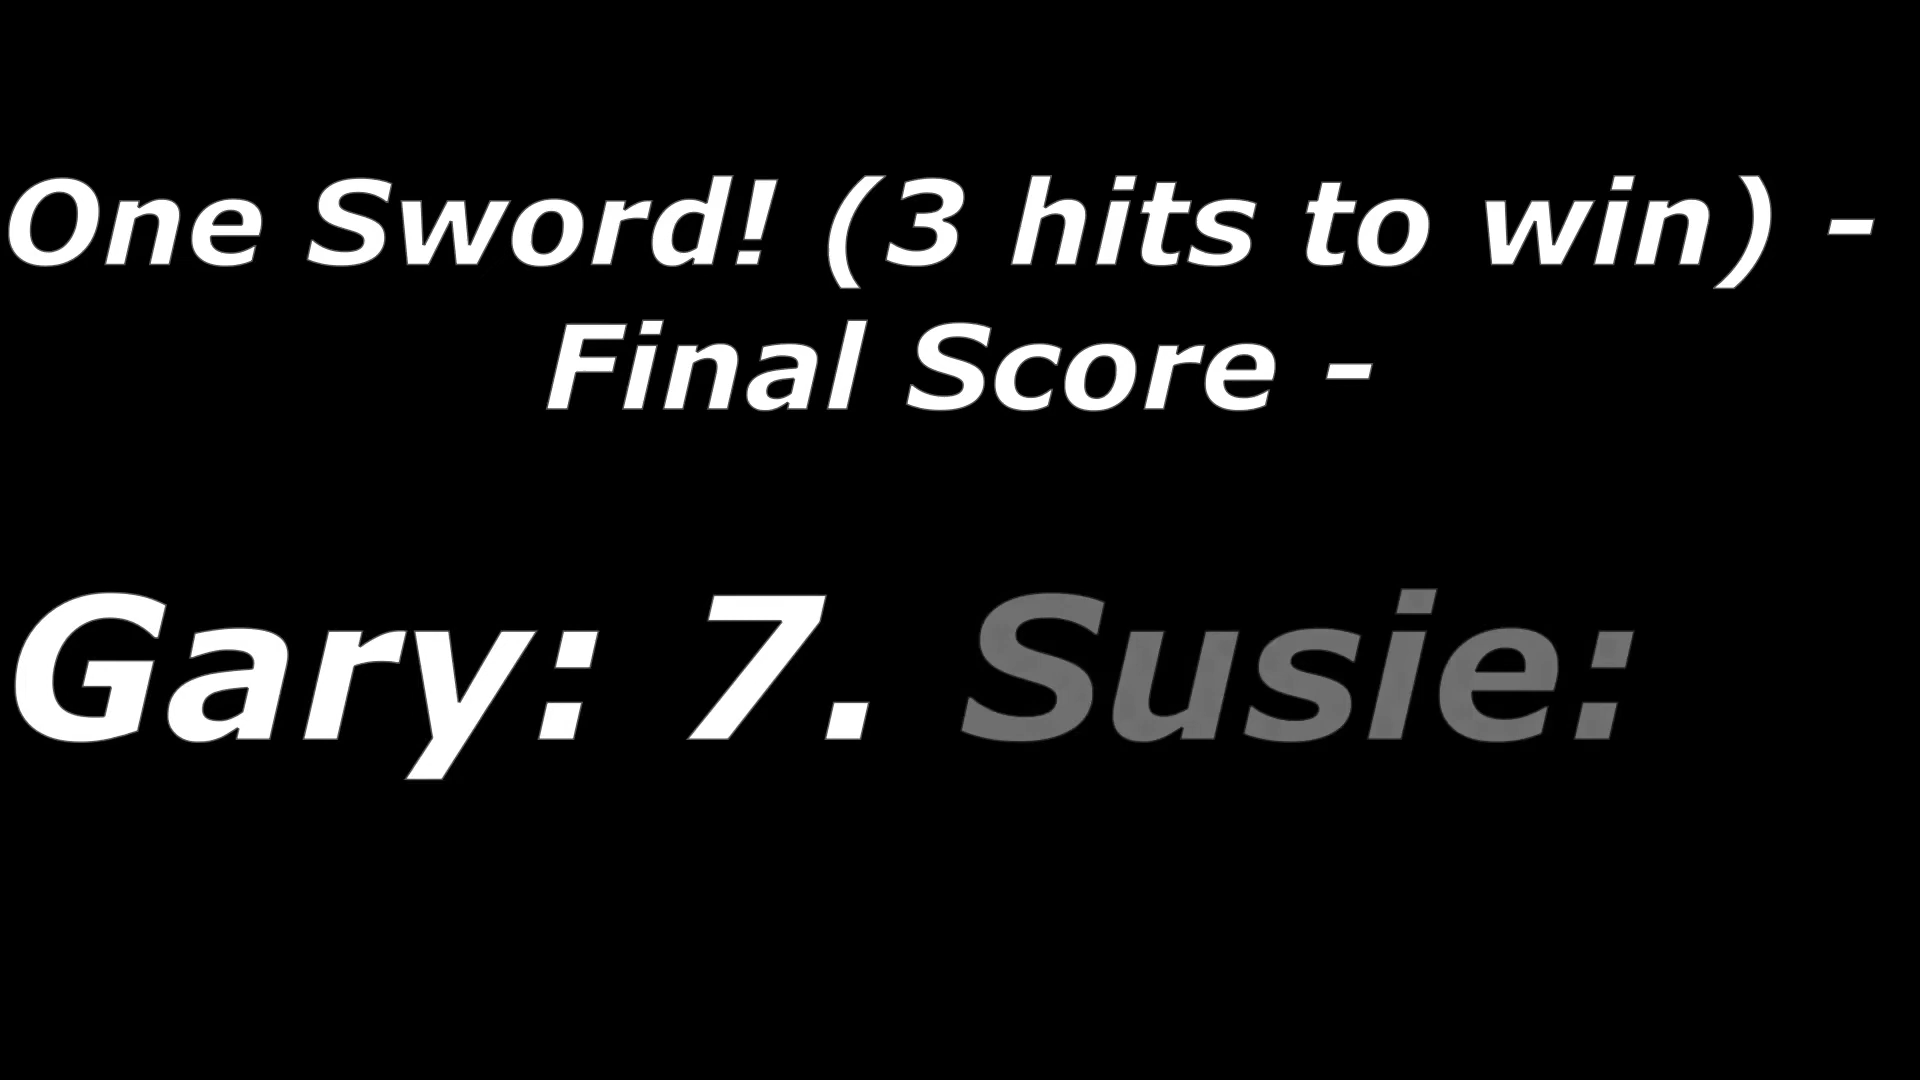 One Sword! (3 hits to win) -
Final Score -
Gary: 7. Susie: